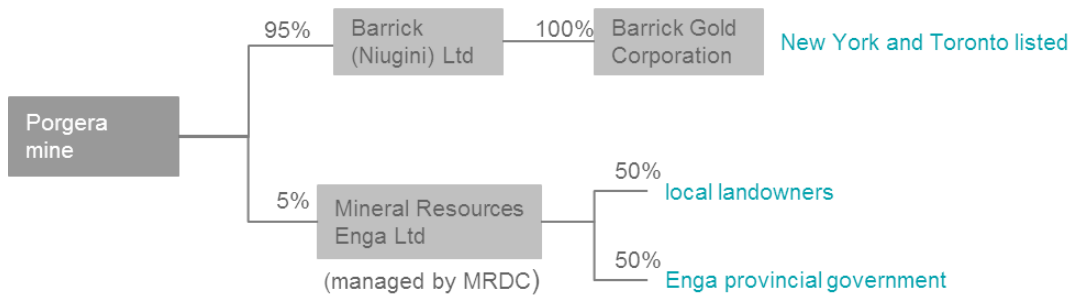 95%
Barrick
(Niugini) Ltd
100%
Barrick Gold
Corporation
New York and Toronto listed
Porgera
mine
5%
Mineral Resources
Enga Ltd
(managed by MRDC)
50%
local landowners
50%
Enga provincial government